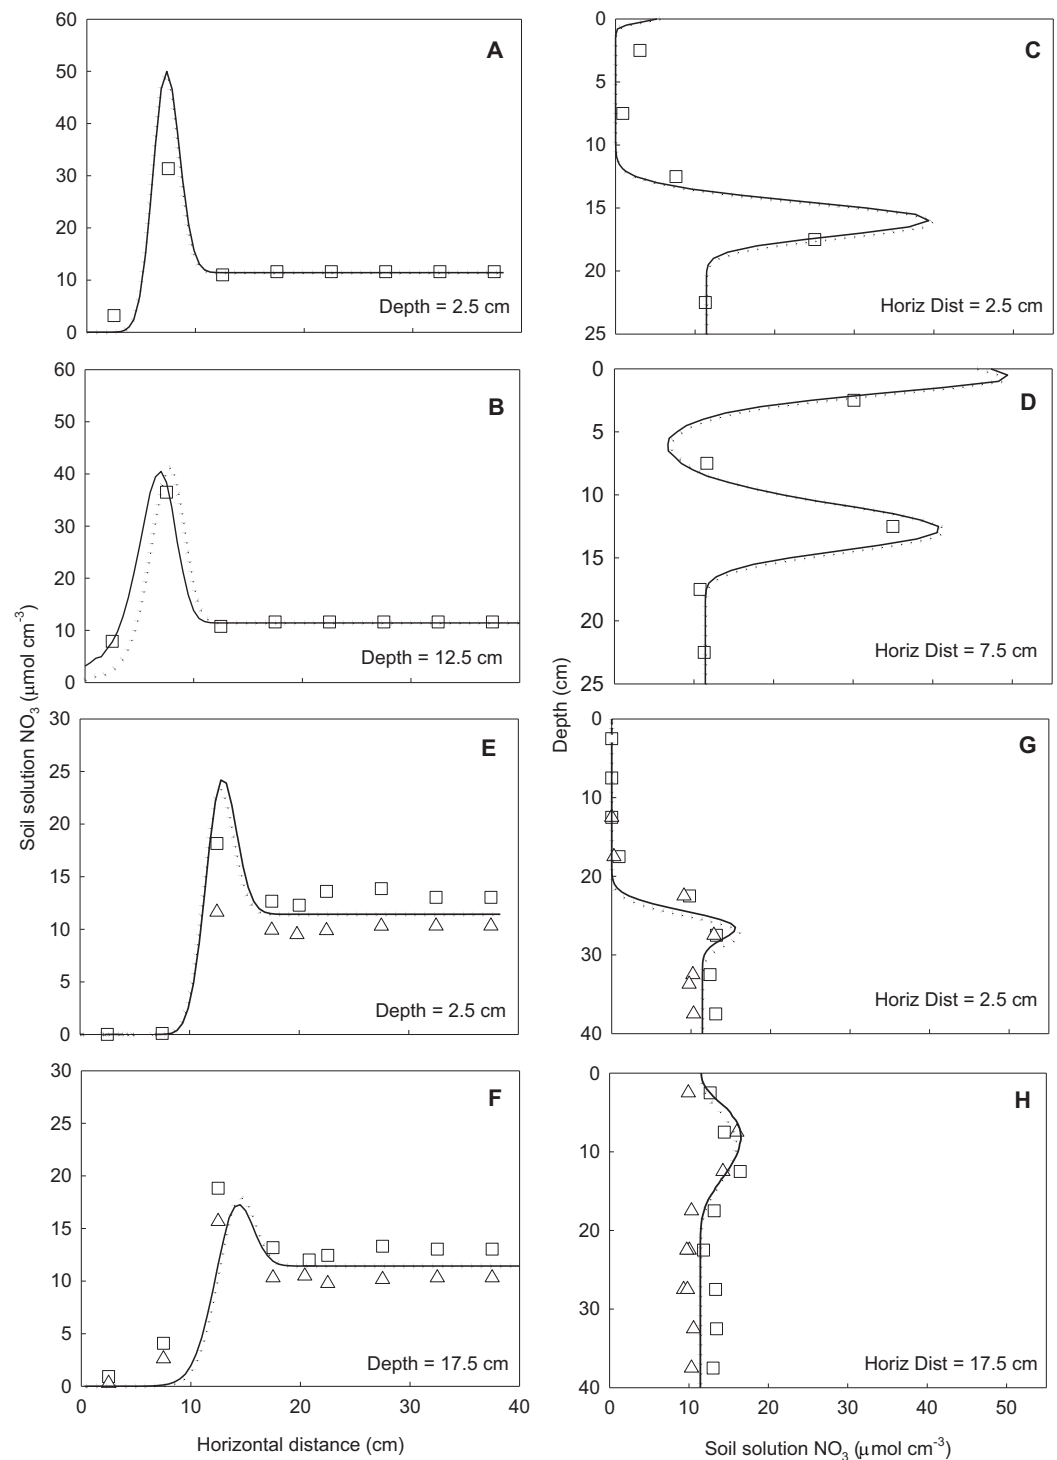 60
50
40
30
20
10
0
A
Depth = 2.5 cm
0
5
10
15
20
25
C
Horiz Dist = 2.5 cm
60
50
40
30
20
10
0
B
Depth = 12.5 cm
0
5
10
15
20
25
D
Horiz Dist = 7.5 cm
Soil solution NO3 (μmol cm-3)
Depth (cm)
30
25
20
15
10
5
0
E
Depth = 2.5 cm
0
10
20
30
40
G
Horiz Dist = 2.5 cm
30
25
20
15
10
5
0
F
Depth = 17.5 cm
0 10 20 30 40
Horizontal distance (cm)
0
10
20
30
40
H
Horiz Dist = 17.5 cm
0 10 20 30 40 50
Soil solution NO3 (μmol cm-3)